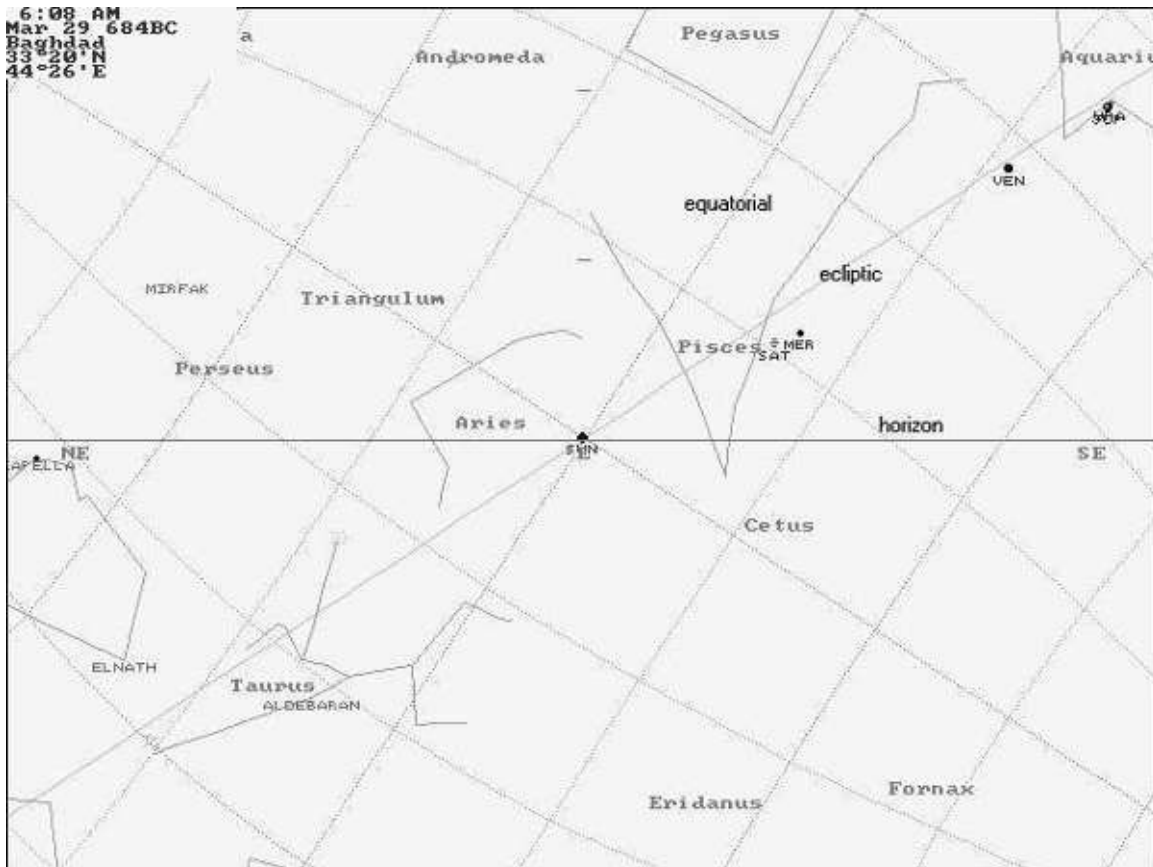 6:08 AM
Mar 29 684BC
Baghdad
33°20'N
44°26'E
a
Andromeda
Pegasus
Aquariu
VEN
equatorial
ecliptic
MIRFAK
Triangulum
Pisces
MER
SAT
Perseus
Aries
horizon
NE
SUN
E
SE
APELLA
Cetus
ELNATH
Taurus
ALDEBARAN
Eridanus
Fornax